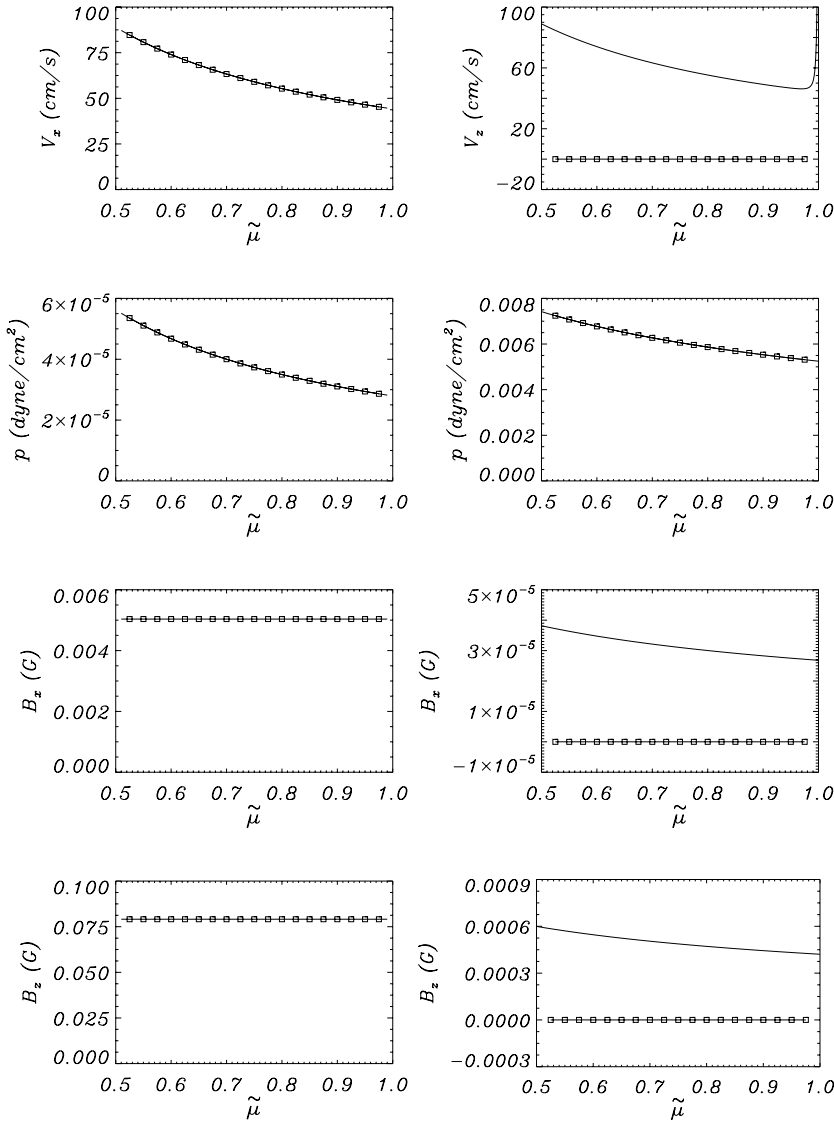 V_x (cm/s)
100
75
50
25
0
0.5 0.6 0.7 0.8 0.9 1.0
μ̃
V_z (cm/s)
100
60
20
−20
0.5 0.6 0.7 0.8 0.9 1.0
μ̃
p (dyne/cm²)
6×10⁻⁵
4×10⁻⁵
2×10⁻⁵
0
0.5 0.6 0.7 0.8 0.9 1.0
μ̃
p (dyne/cm²)
0.008
0.006
0.004
0.002
0.000
0.5 0.6 0.7 0.8 0.9 1.0
μ̃
B_x (G)
0.006
0.004
0.002
0.000
0.5 0.6 0.7 0.8 0.9 1.0
μ̃
B_x (G)
5×10⁻⁵
3×10⁻⁵
1×10⁻⁵
−1×10⁻⁵
0.5 0.6 0.7 0.8 0.9 1.0
μ̃
B_z (G)
0.100
0.075
0.050
0.025
0.000
0.5 0.6 0.7 0.8 0.9 1.0
μ̃
B_z (G)
0.0009
0.0006
0.0003
0.0000
−0.0003
0.5 0.6 0.7 0.8 0.9 1.0
μ̃